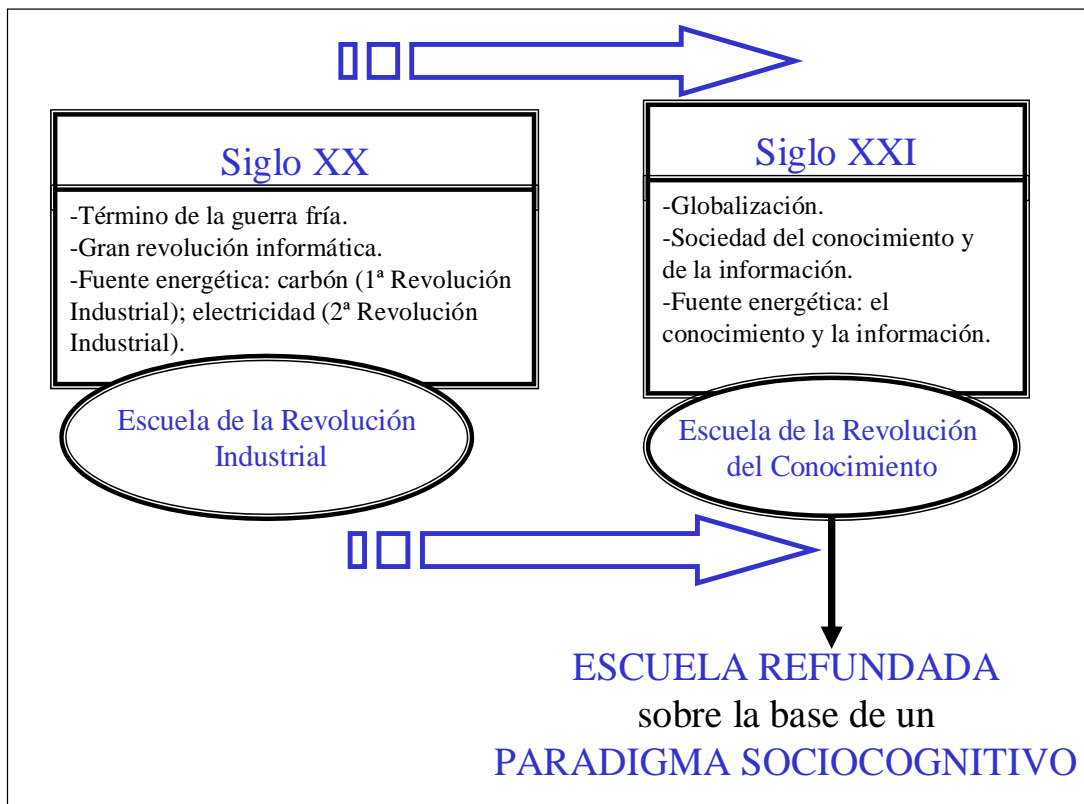 Siglo XX
-Término de la guerra fría.
-Gran revolución informática.
-Fuente energética: carbón (1ª Revolución
Industrial); electricidad (2ª Revolución
Industrial).
Escuela de la Revolución
Industrial
Siglo XXI
-Globalización.
-Sociedad del conocimiento y
de la información.
-Fuente energética: el
conocimiento y la información.
Escuela de la Revolución
del Conocimiento
ESCUELA REFUNDADA
sobre la base de un
PARADIGMA SOCIOCOGNITIVO